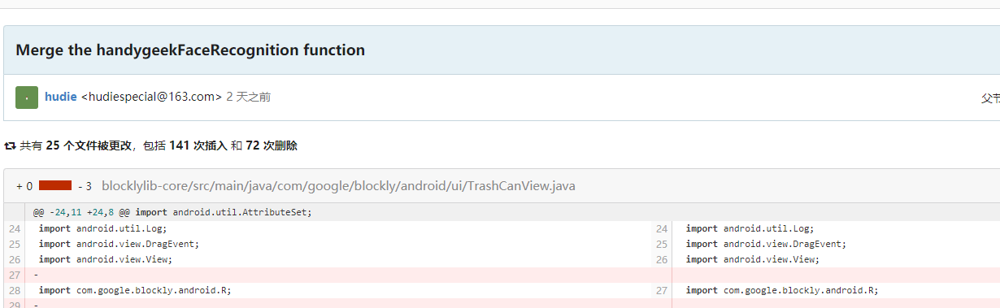 Merge the handygeekFaceRecognition function
hudie <hudiespecial@163.com> 2 天之前
父节
共有 25 个文件被更改，包括 141 次插入 和 72 次删除
+ 0 - 3 blocklylib-core/src/main/java/com/google/blockly/android/ui/TrashCanView.java
@@ -24,11 +24,8 @@ import android.util.AttributeSet;
24 import android.util.Log; 24 import android.util.Log;
25 import android.view.DragEvent; 25 import android.view.DragEvent;
26 import android.view.View; 26 import android.view.View;
27 -
28 import com.google.blockly.android.R; 27 import com.google.blockly.android.R;
29 -